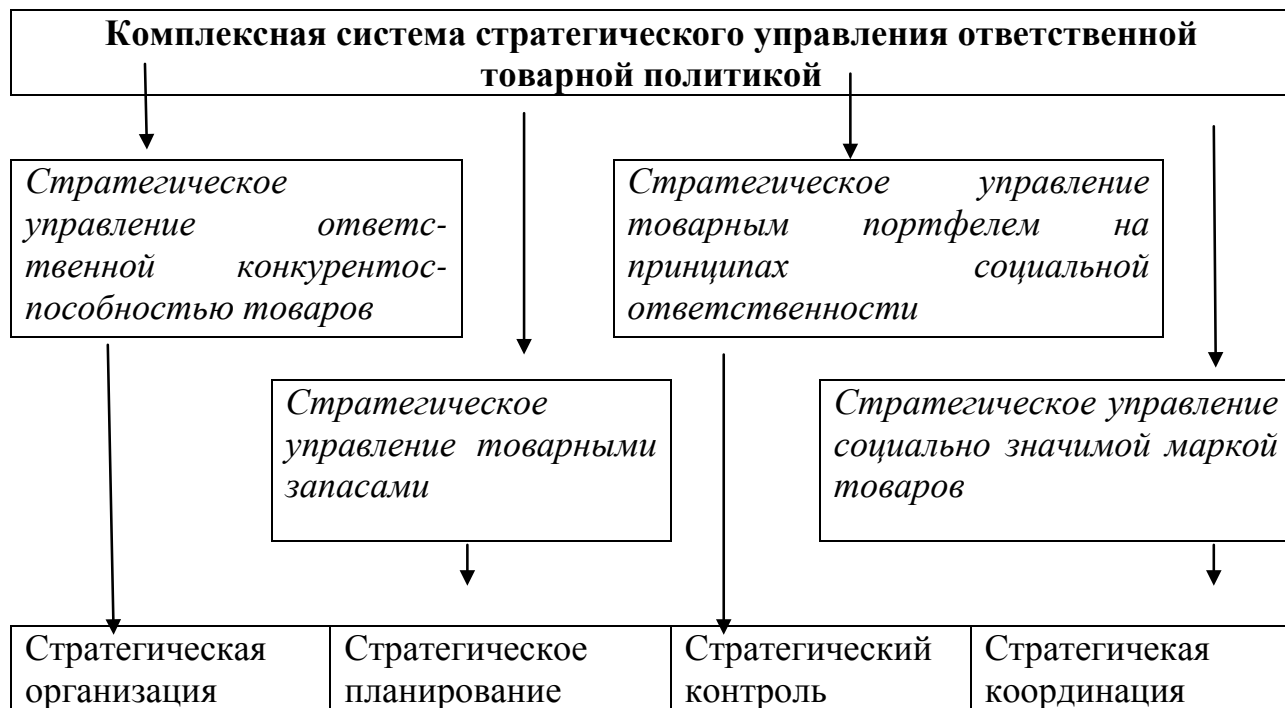 Комплексная система стратегического управления ответственной
товарной политикой
Стратегическое
управление ответс-
твенной конкурентос-
пособностью товаров
Стратегическое управление
товарным портфелем на
принципах социальной
ответственности
Стратегическое
управление товарными
запасами
Стратегическое управление
социально значимой маркой
товаров
Стратегическая
организация
Стратегическое
планирование
Стратегический
контроль
Стратегичекая
координация